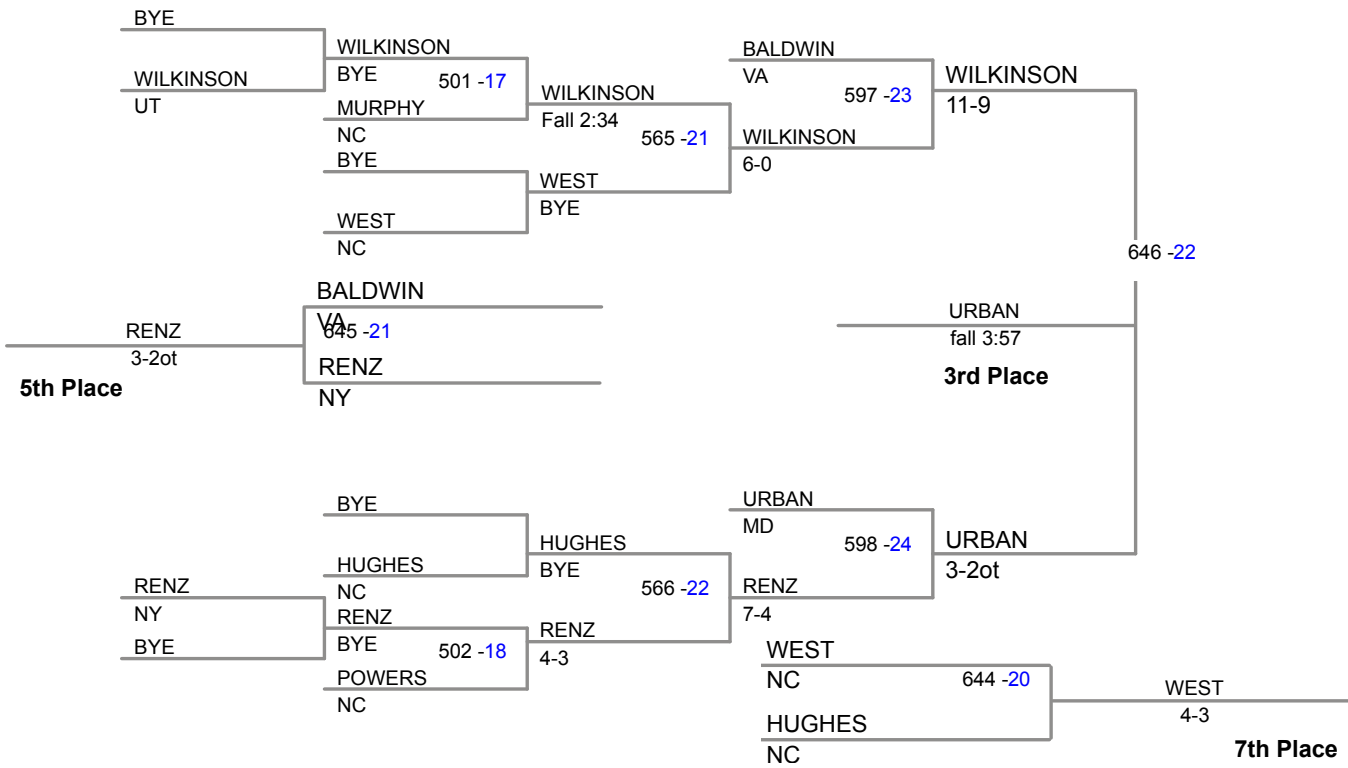 BYE
WILKINSON
UT
WILKINSON
BYE
501 -17
MURPHY
NC
WILKINSON
Fall 2:34
BYE
WEST
NC
WEST
BYE
565 -21
BALDWIN
VA
WILKINSON
6-0
597 -23
WILKINSON
11-9
646 -22
BALDWIN
VA
645 -21
RENZ
NY
RENZ
3-2ot
5th Place
URBAN
fall 3:57
3rd Place
BYE
HUGHES
NC
HUGHES
BYE
RENZ
NY
BYE
RENZ
BYE
502 -18
POWERS
NC
RENZ
4-3
566 -22
URBAN
MD
RENZ
7-4
598 -24
URBAN
3-2ot
WEST
NC
644 -20
HUGHES
NC
WEST
4-3
7th Place